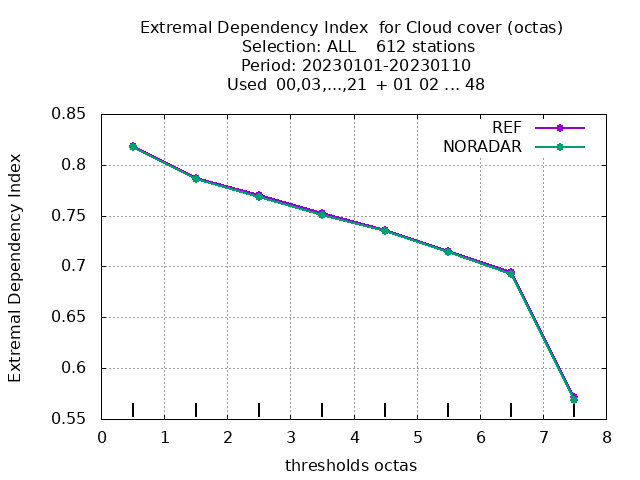 Extremal Dependency Index  for Cloud cover (octas)
Selection: ALL    612 stations
Period: 20230101-20230110
Used  00,03,...,21  + 01 02 ... 48
REF
NORADAR
Extremal Dependency Index
0.85
0.8
0.75
0.7
0.65
0.6
0.55
0 1 2 3 4 5 6 7 8
thresholds octas